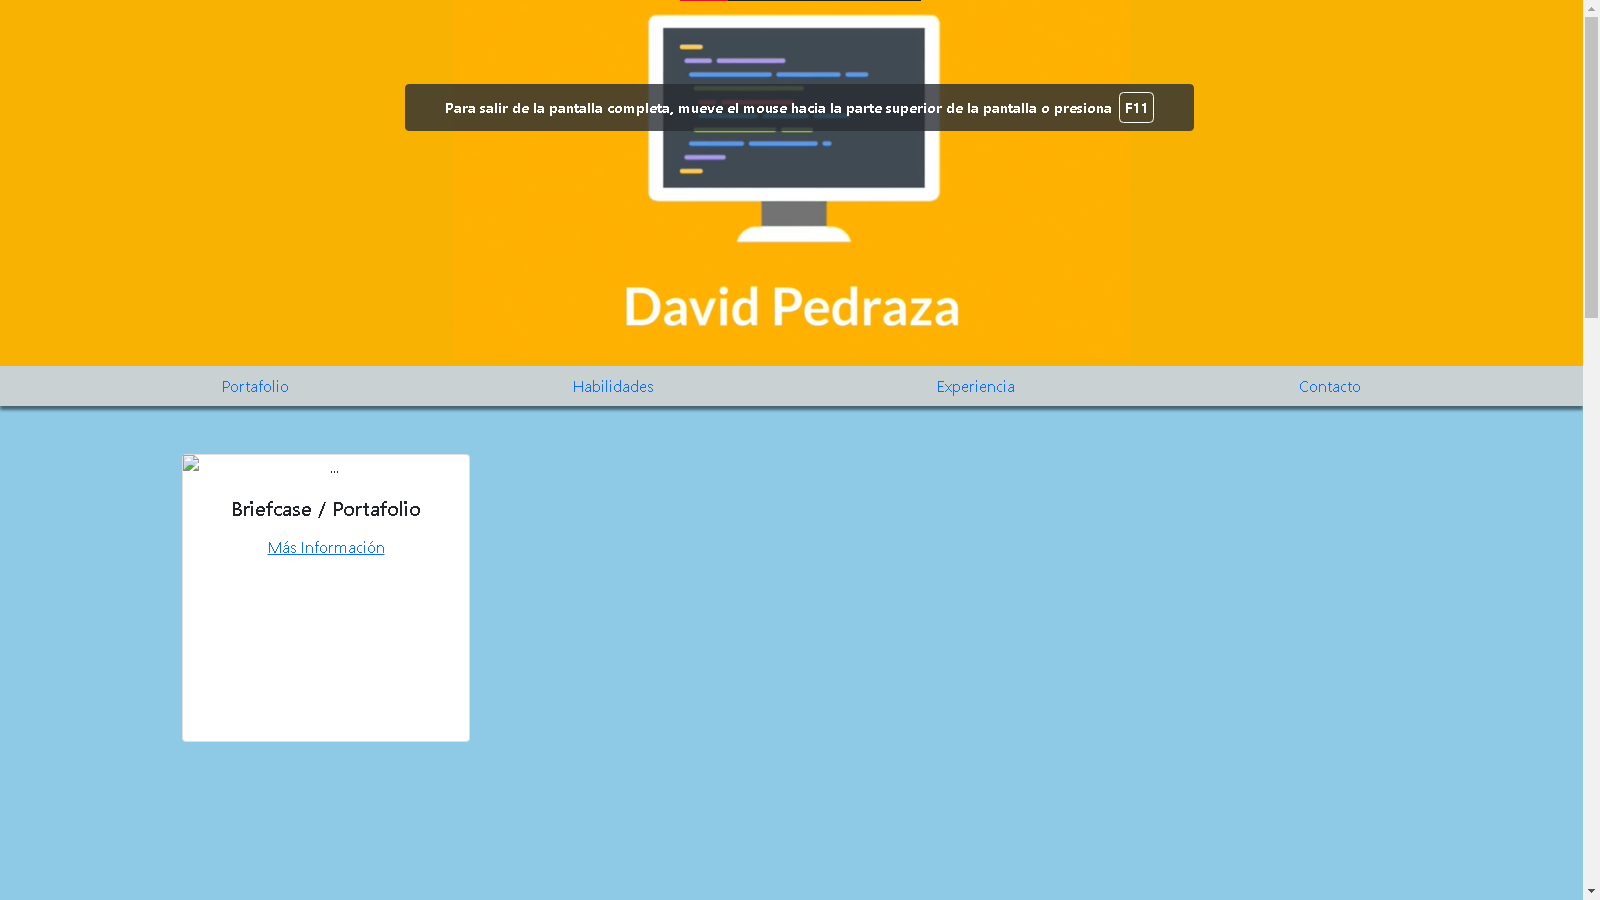 Para salir de la pantalla completa, mueve el mouse hacia la parte superior de la pantalla o presiona F11
David Pedraza
Portafolio Habilidades Experiencia Contacto
...
Briefcase / Portafolio
Más Información